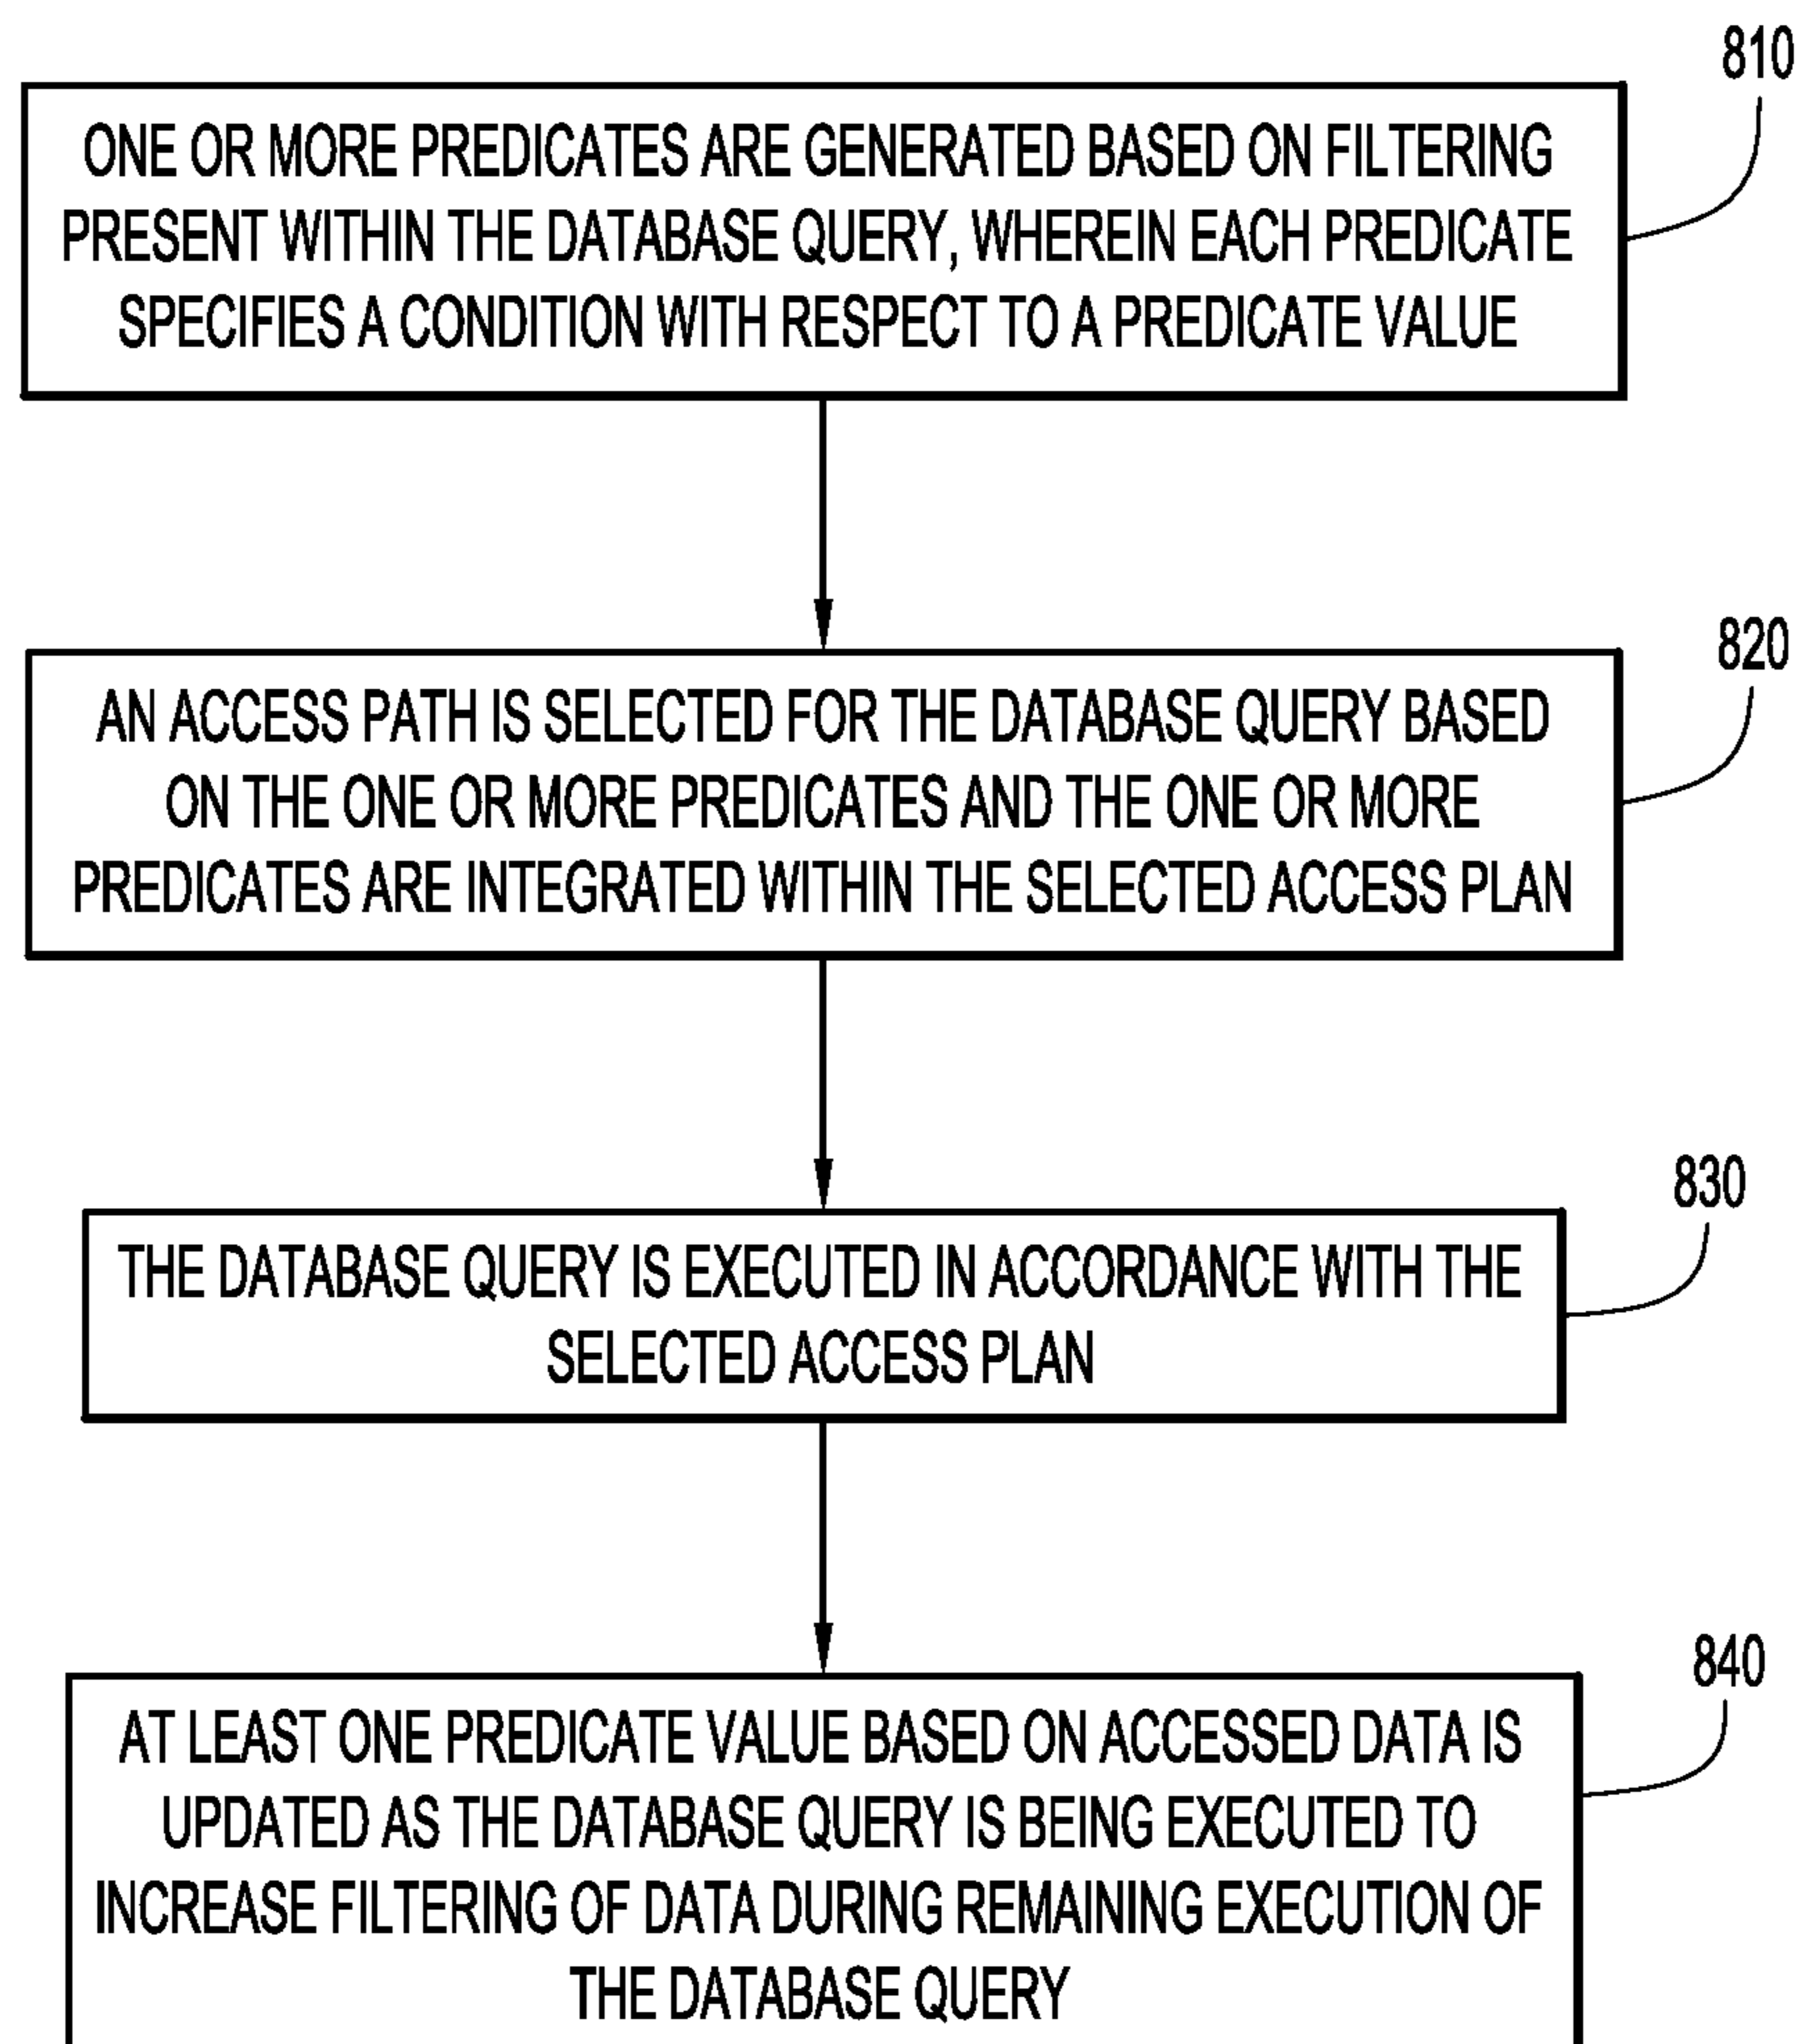 810
ONE OR MORE PREDICATES ARE GENERATED BASED ON FILTERING
PRESENT WITHIN THE DATABASE QUERY, WHEREIN EACH PREDICATE
SPECIFIES A CONDITION WITH RESPECT TO A PREDICATE VALUE
820
AN ACCESS PATH IS SELECTED FOR THE DATABASE QUERY BASED
ON THE ONE OR MORE PREDICATES AND THE ONE OR MORE
PREDICATES ARE INTEGRATED WITHIN THE SELECTED ACCESS PLAN
830
THE DATABASE QUERY IS EXECUTED IN ACCORDANCE WITH THE
SELECTED ACCESS PLAN
840
AT LEAST ONE PREDICATE VALUE BASED ON ACCESSED DATA IS
UPDATED AS THE DATABASE QUERY IS BEING EXECUTED TO
INCREASE FILTERING OF DATA DURING REMAINING EXECUTION OF
THE DATABASE QUERY